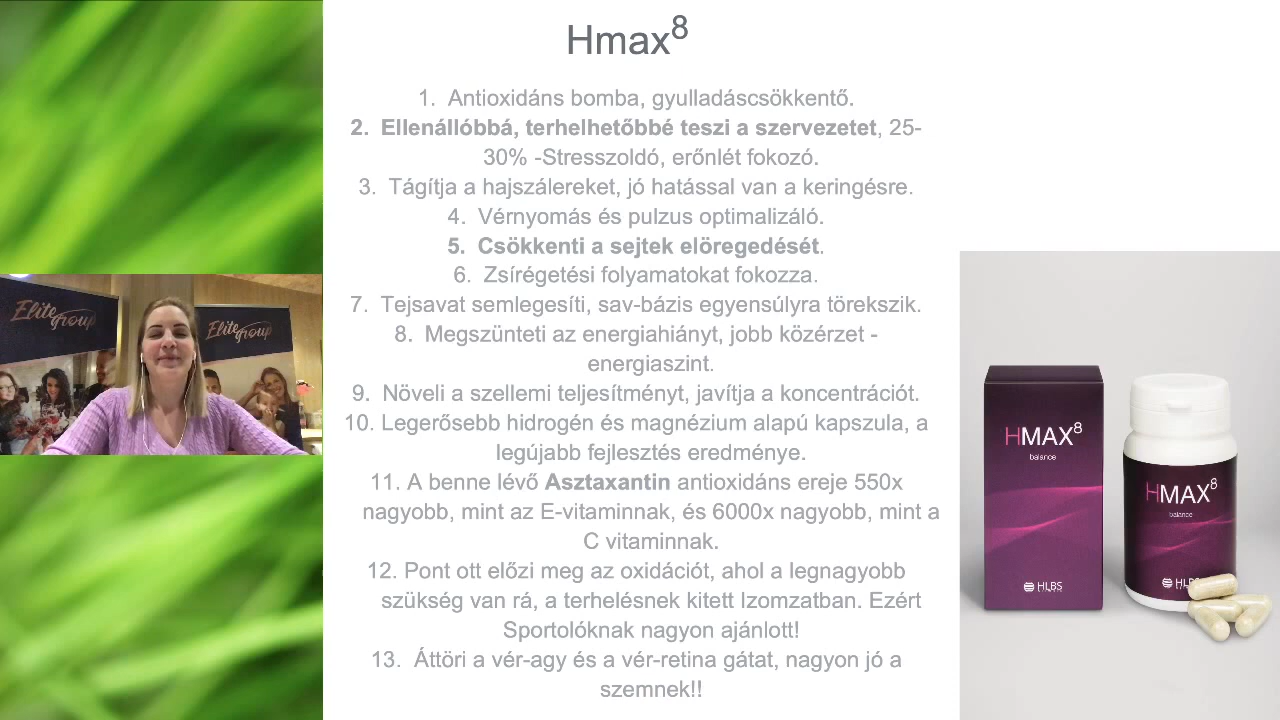 Hmax⁸
1. Antioxidáns bomba, gyulladáscsökkentő.
2. Ellenállóbbá, terhelhetőbbé teszi a szervezetet, 25-
30% -Stresszoldó, erőnlét fokozó.
3. Tágítja a hajszálereket, jó hatással van a keringésre.
4. Vérnyomás és pulzus optimalizáló.
5. Csökkenti a sejtek elöregedését.
6. Zsírégetési folyamatokat fokozza.
7. Tejsavat semlegesíti, sav-bázis egyensúlyra törekszik.
8. Megszünteti az energiahiányt, jobb közérzet -
energiaszint.
9. Növeli a szellemi teljesítményt, javítja a koncentrációt.
10. Legerősebb hidrogén és magnézium alapú kapszula, a
legújabb fejlesztés eredménye.
11. A benne lévő Asztaxantin antioxidáns ereje 550x
nagyobb, mint az E-vitaminnak, és 6000x nagyobb, mint a
C vitaminnak.
12. Pont ott előzi meg az oxidációt, ahol a legnagyobb
szükség van rá, a terhelésnek kitett Izomzatban. Ezért
Sportolóknak nagyon ajánlott!
13. Áttöri a vér-agy és a vér-retina gátat, nagyon jó a
szemnek!!
Elite
group
Elite
group
HMAX⁸
balance
HLBS
HMAX⁸
balance
HLBS